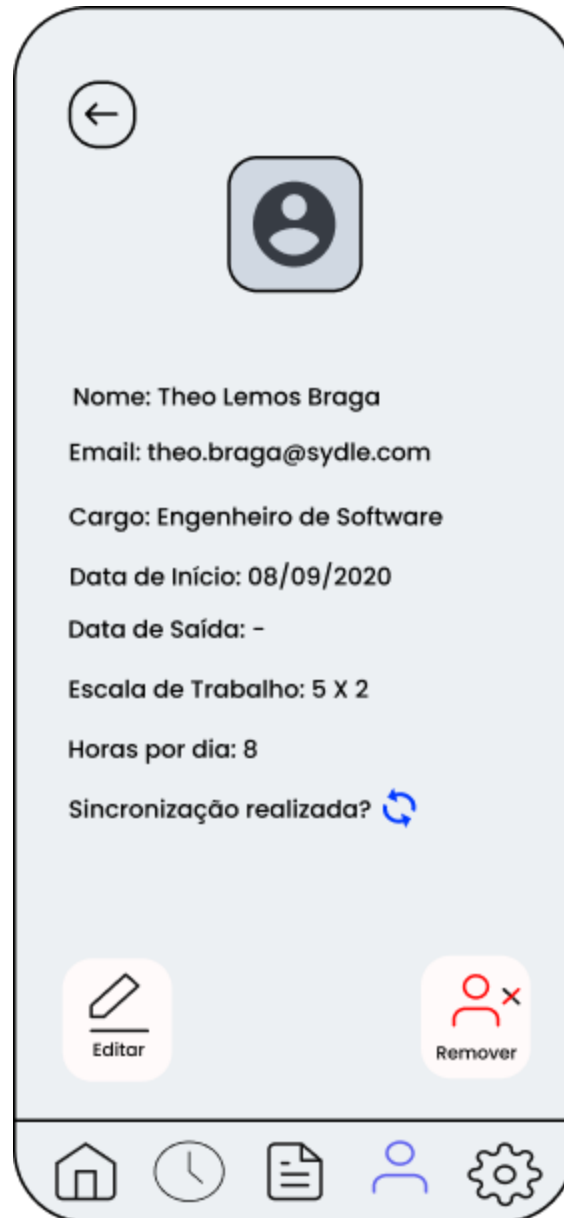 Nome: Theo Lemos Braga
Email: theo.braga@sydle.com
Cargo: Engenheiro de Software
Data de Início: 08/09/2020
Data de Saída: -
Escala de Trabalho: 5 X 2
Horas por dia: 8
Sincronização realizada?
Editar
Remover